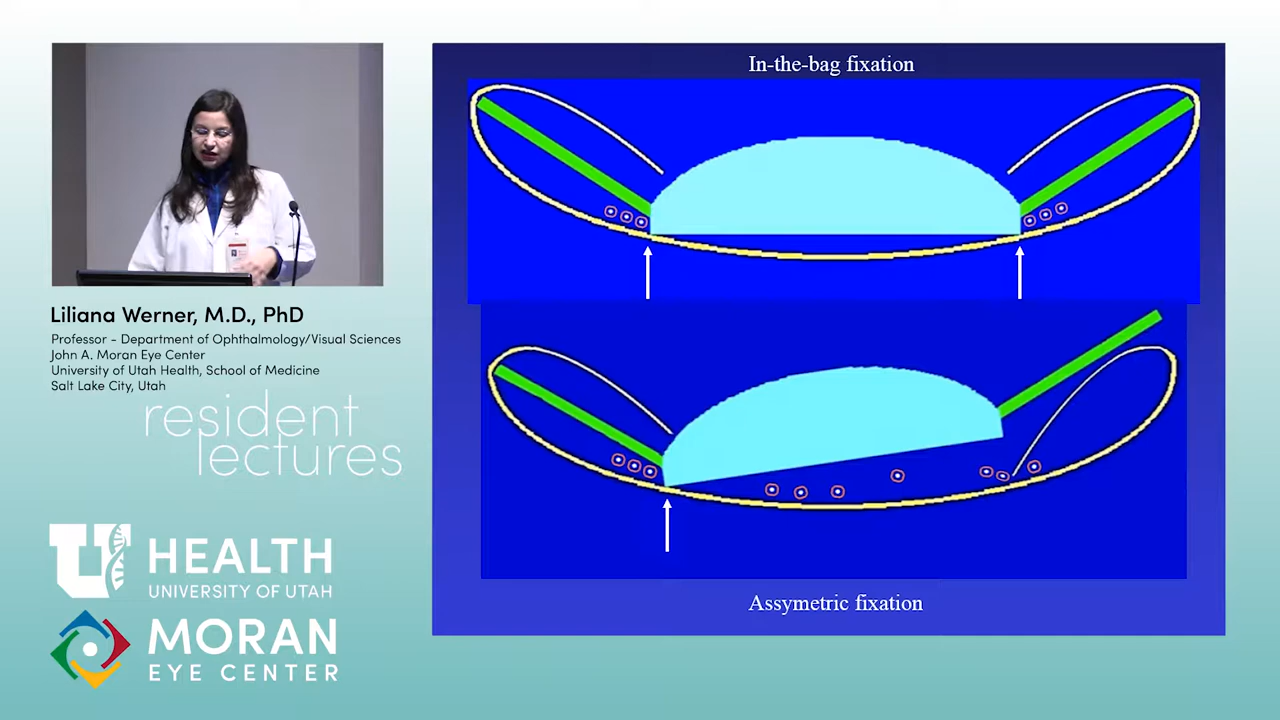 In-the-bag fixation
Assymetric fixation
Liliana Werner, M.D., PhD
Professor - Department of Ophthalmology/Visual Sciences
John A. Moran Eye Center
University of Utah Health, School of Medicine
Salt Lake City, Utah
resident
lectures
U HEALTH
UNIVERSITY OF UTAH
MORAN
EYE CENTER